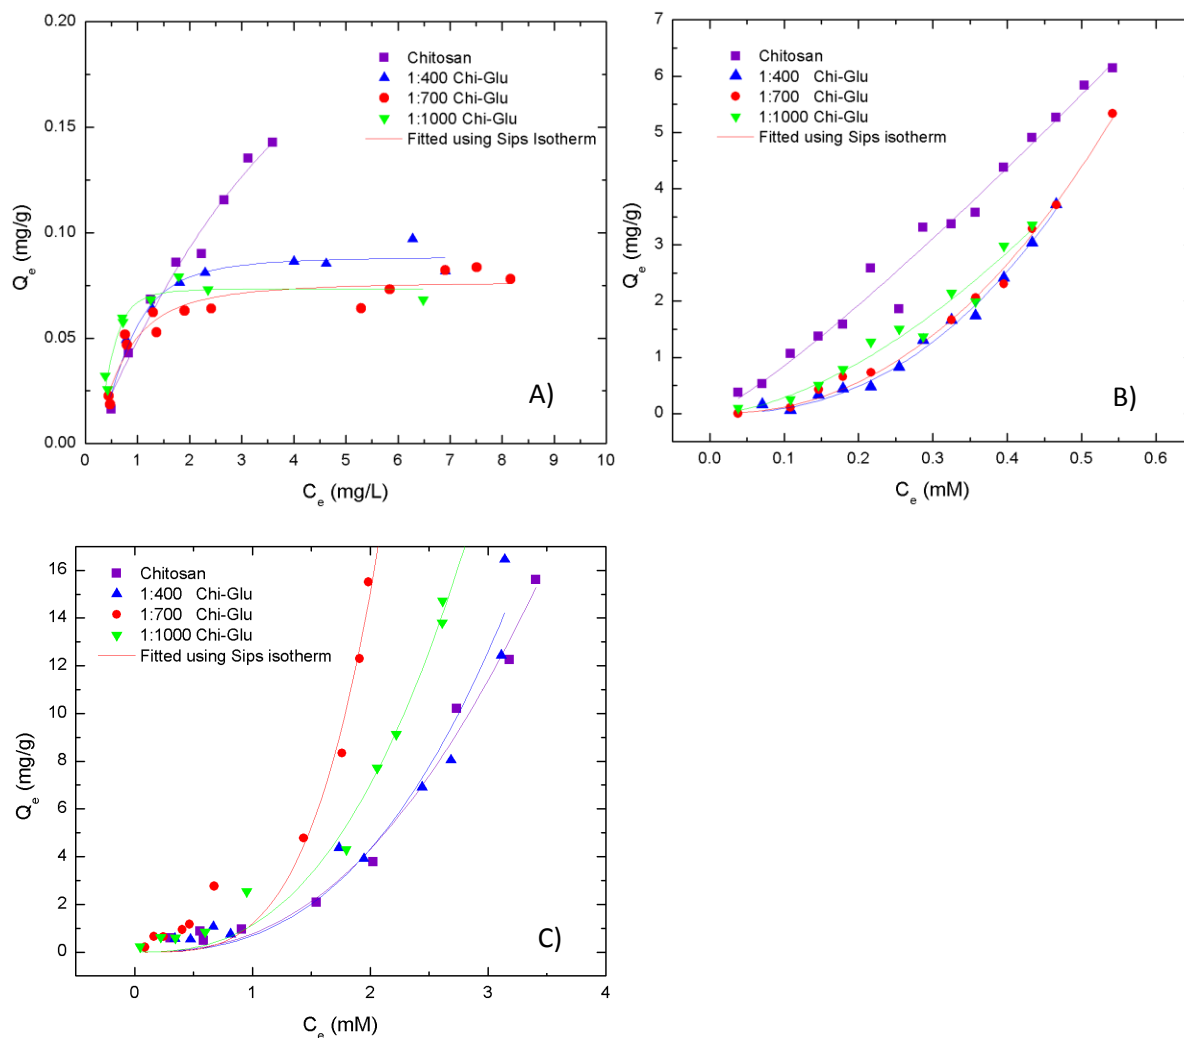 0.20
0.15
0.10
0.05
0.00
Q_e (mg/g)
Chitosan
1:400 Chi-Glu
1:700 Chi-Glu
1:1000 Chi-Glu
Fitted using Sips Isotherm
A)
0 1 2 3 4 5 6 7 8 9 10
C_e (mg/L)
7
6
5
4
3
2
1
0
Q_e (mg/g)
Chitosan
1:400 Chi-Glu
1:700 Chi-Glu
1:1000 Chi-Glu
Fitted using Sips isotherm
B)
0.0 0.1 0.2 0.3 0.4 0.5 0.6
C_e (mM)
16
14
12
10
8
6
4
2
0
Q_e (mg/g)
Chitosan
1:400 Chi-Glu
1:700 Chi-Glu
1:1000 Chi-Glu
Fitted using Sips isotherm
C)
0 1 2 3 4
C_e (mM)